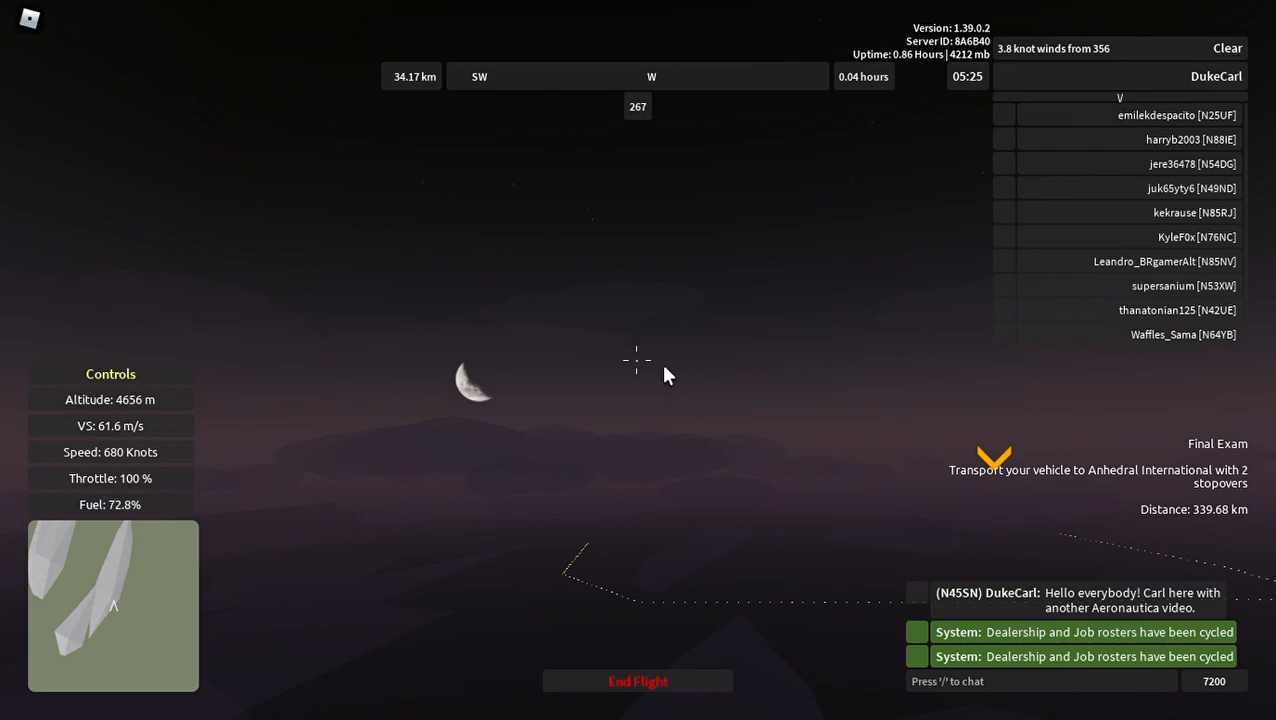 Version: 1.39.0.2
Server ID: 8A6B40
Uptime: 0.86 Hours | 4212 mb
3.8 knot winds from 356
Clear
34.17 km
SW
W
0.04 hours
05:25
DukeCarl
267
V
emilekdespacito [N25UF]
harryb2003 [N88IE]
jere36478 [N54DG]
juk65yty6 [N49ND]
kekrause [N85RJ]
KyleF0x [N76NC]
Leandro_BRgamerAlt [N85NV]
supersanium [N53XW]
thanatonian125 [N42UE]
Waffles_Sama [N64YB]
Controls
Altitude: 4656 m
VS: 61.6 m/s
Speed: 680 Knots
Throttle: 100 %
Fuel: 72.8%
Final Exam
Transport your vehicle to Anhedral International with 2
stopovers
Distance: 339.68 km
(N45SN) DukeCarl: Hello everybody! Carl here with
another Aeronautica video.
System: Dealership and Job rosters have been cycled
System: Dealership and Job rosters have been cycled
Press '/' to chat
7200
End Flight